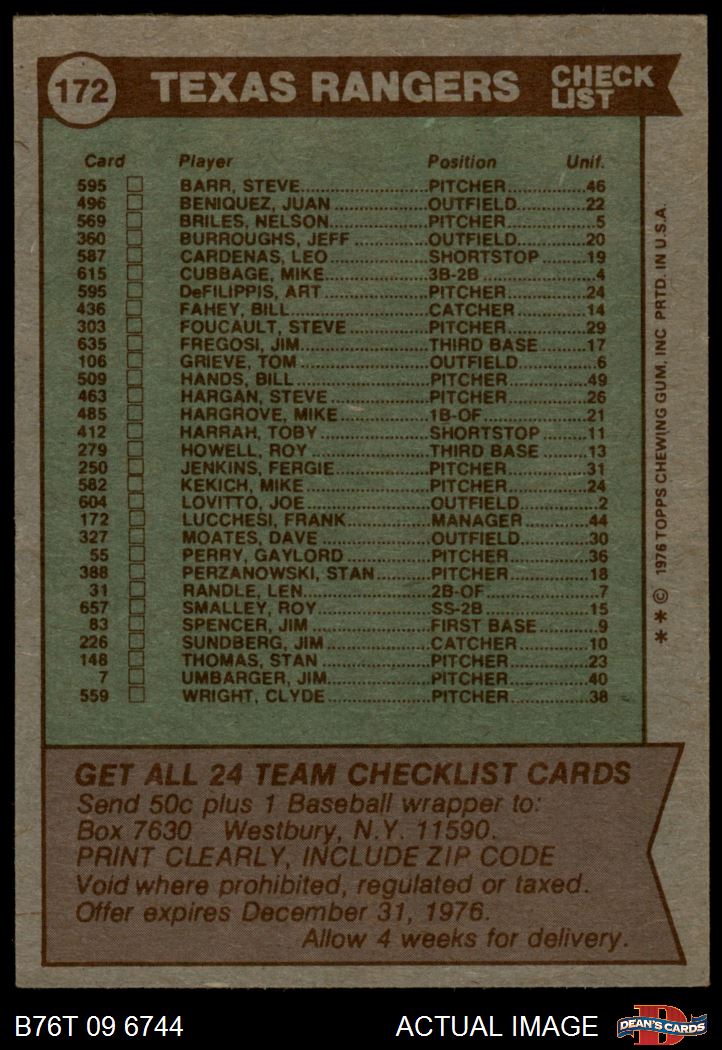 172 TEXAS RANGERS CHECK LIST
Card Player Position Unif.
595 BARR, STEVE PITCHER 46
496 BENIQUEZ, JUAN OUTFIELD 22
569 BRILES, NELSON PITCHER 5
360 BURROUGHS, JEFF OUTFIELD 20
587 CARDENAS, LEO SHORTSTOP 19
615 CUBBAGE, MIKE 3B-2B 4
595 DeFILIPPIS, ART PITCHER 24
436 FAHEY, BILL CATCHER 14
303 FOUCAULT, STEVE PITCHER 29
635 FREGOSI, JIM THIRD BASE 17
106 GRIEVE, TOM OUTFIELD 6
509 HANDS, BILL PITCHER 49
463 HARGAN, STEVE PITCHER 26
485 HARGROVE, MIKE 1B-OF 21
412 HARRAH, TOBY SHORTSTOP 11
279 HOWELL, ROY THIRD BASE 13
250 JENKINS, FERGIE PITCHER 31
582 KEKICH, MIKE PITCHER 24
604 LOVITTO, JOE OUTFIELD 2
172 LUCCHESI, FRANK MANAGER 44
327 MOATES, DAVE OUTFIELD 30
55 PERRY, GAYLORD PITCHER 36
388 PERZANOWSKI, STAN PITCHER 18
31 RANDLE, LEN 2B-OF 7
657 SMALLEY, ROY SS-2B 15
83 SPENCER, JIM FIRST BASE 9
226 SUNDBERG, JIM CATCHER 10
148 THOMAS, STAN PITCHER 23
7 UMBARGER, JIM PITCHER 40
559 WRIGHT, CLYDE PITCHER 38
* * © 1976 TOPPS CHEWING GUM, INC PRTD. IN U.S.A.
GET ALL 24 TEAM CHECKLIST CARDS
Send 50c plus 1 Baseball wrapper to:
Box 7630 Westbury, N.Y. 11590.
PRINT CLEARLY, INCLUDE ZIP CODE
Void where prohibited, regulated or taxed.
Offer expires December 31, 1976.
Allow 4 weeks for delivery.
B76T 09 6744 ACTUAL IMAGE DEAN'S CARDS